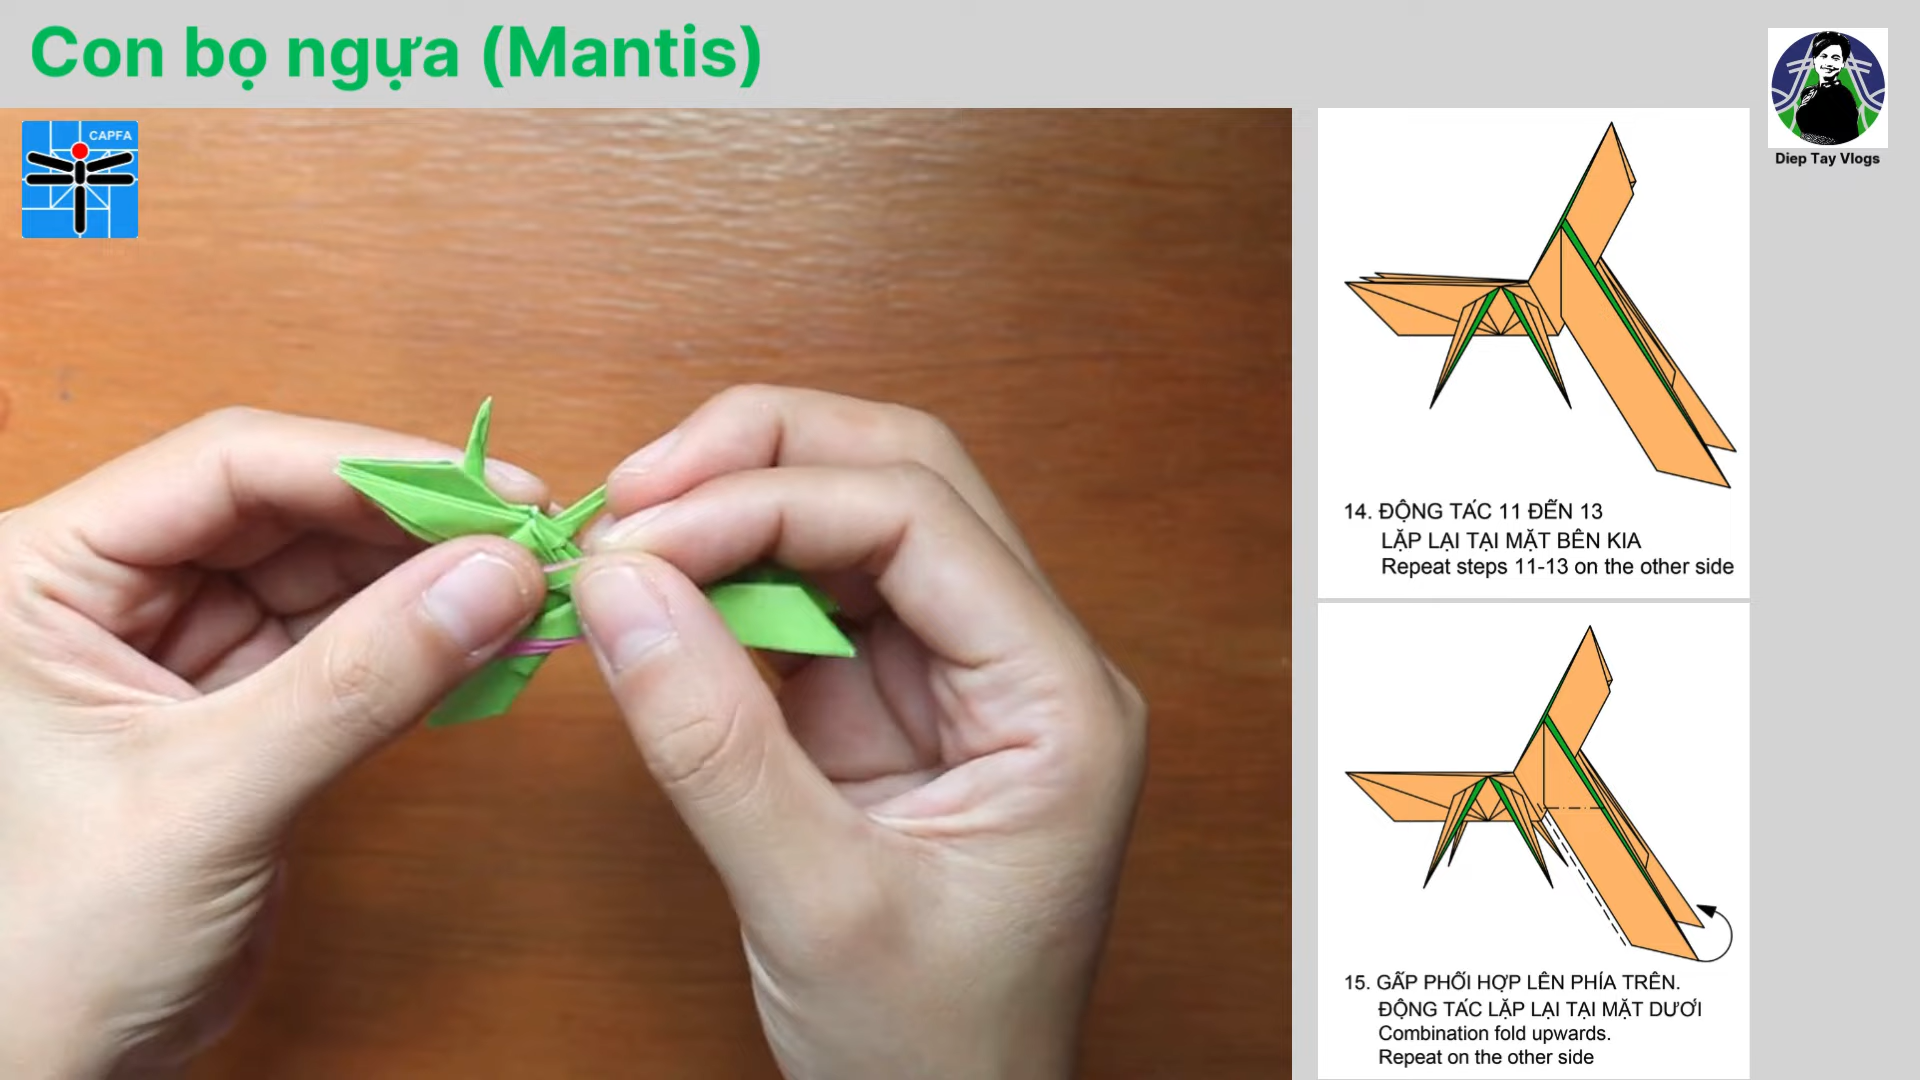 Con bọ ngựa (Mantis)
CAPFA
Diep Tay Vlogs
14. ĐỘNG TÁC 11 ĐẾN 13
LẶP LẠI TẠI MẶT BÊN KIA
Repeat steps 11-13 on the other side
15. GẤP PHỐI HỢP LÊN PHÍA TRÊN.
ĐỘNG TÁC LẶP LẠI TẠI MẶT DƯƠÍ
Combination fold upwards.
Repeat on the other side